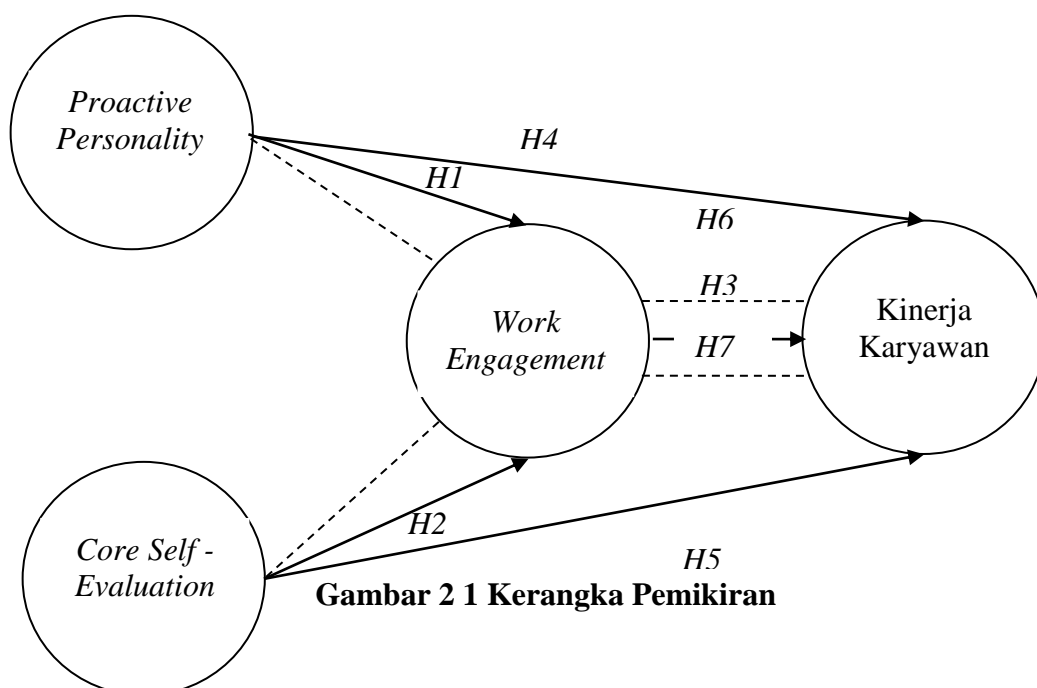 Proactive
Personality
H4
H1
H6
H3
Work
Engagement
H7
Kinerja
Karyawan
H2
Core Self -
Evaluation
H5
Gambar 2 1 Kerangka Pemikiran